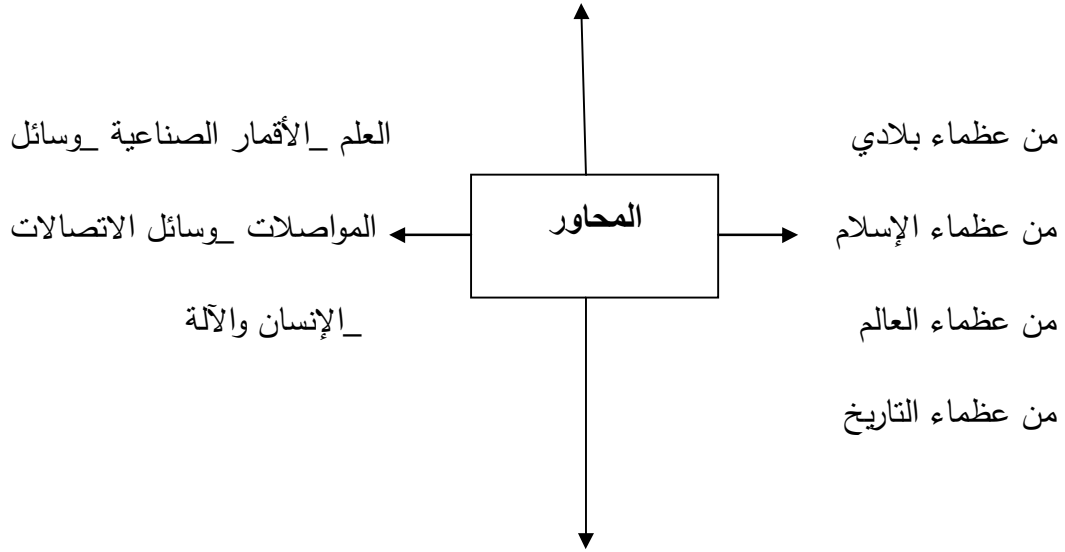 من عظماء بلادي
من عظماء الإسلام
من عظماء العالم
من عظماء التاريخ
المحاور
العلم _الأقمار الصناعية _وسائل
المواصلات _وسائل الاتصالات
_الإنسان والآلة